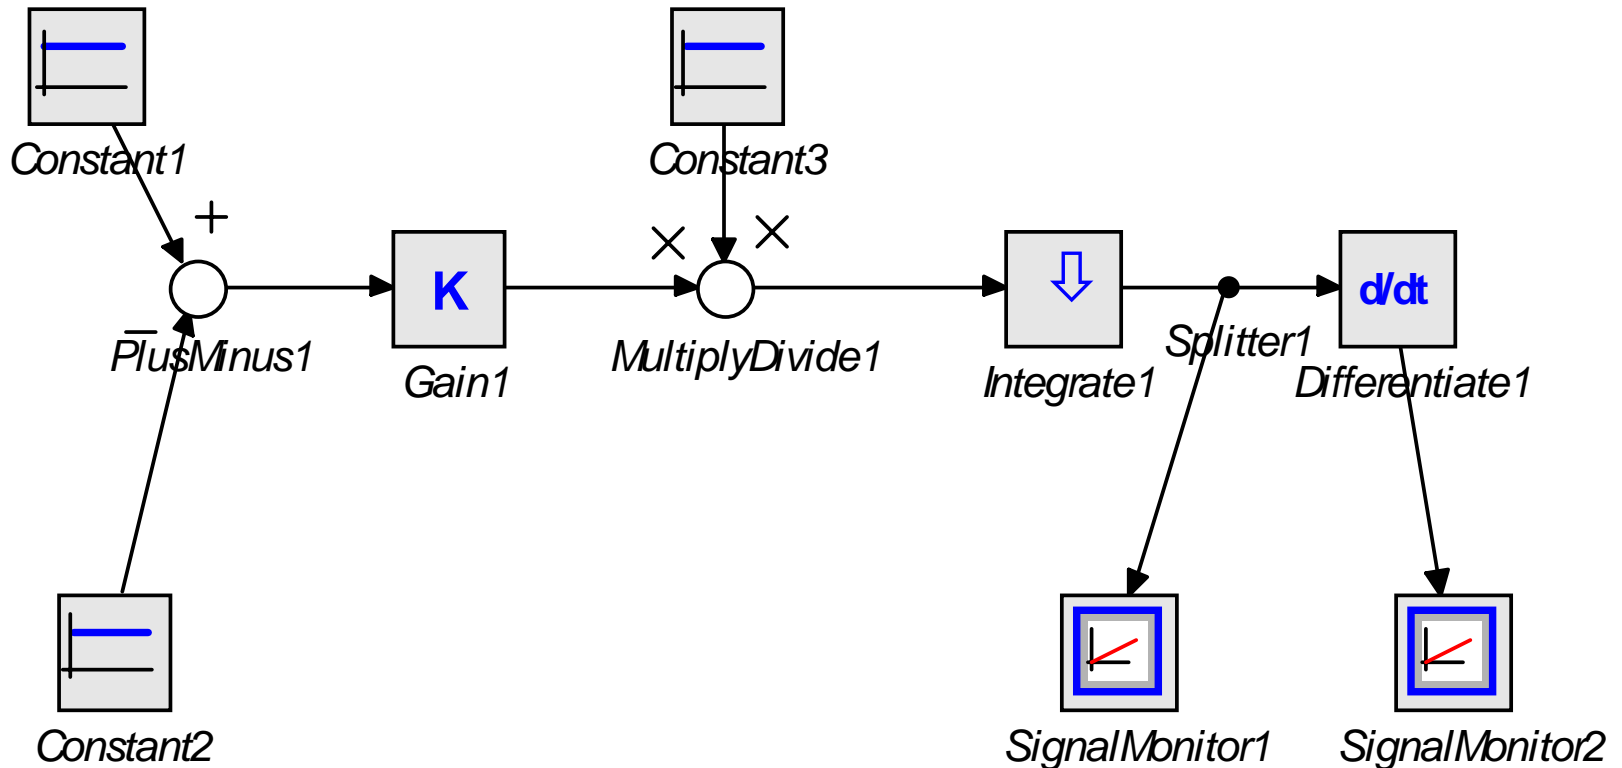 Constant1
Constant3
+
×
×
K
d/dt
−
PlusMinus1
Gain1
MultiplyDivide1
Integrate1
Splitter1
Differentiate1
Constant2
SignalMonitor1
SignalMonitor2